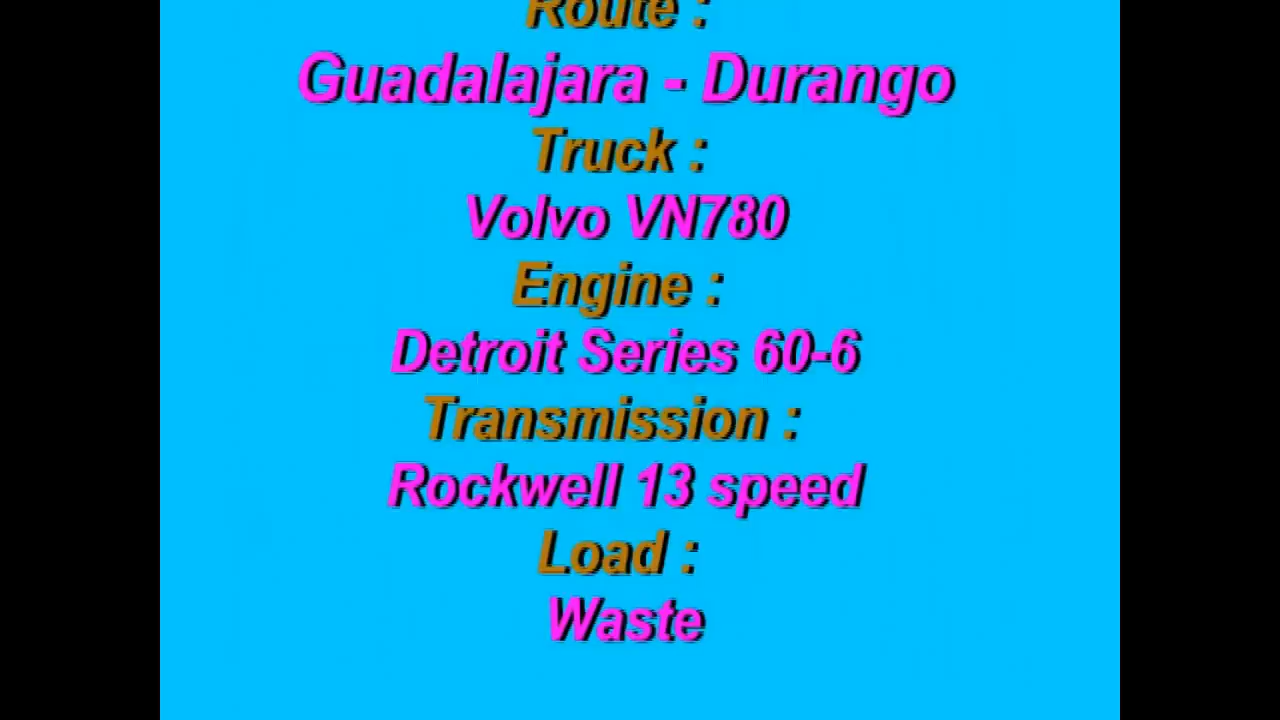 Route :
Guadalajara - Durango
Truck :
Volvo VN780
Engine :
Detroit Series 60-6
Transmission :
Rockwell 13 speed
Load :
Waste